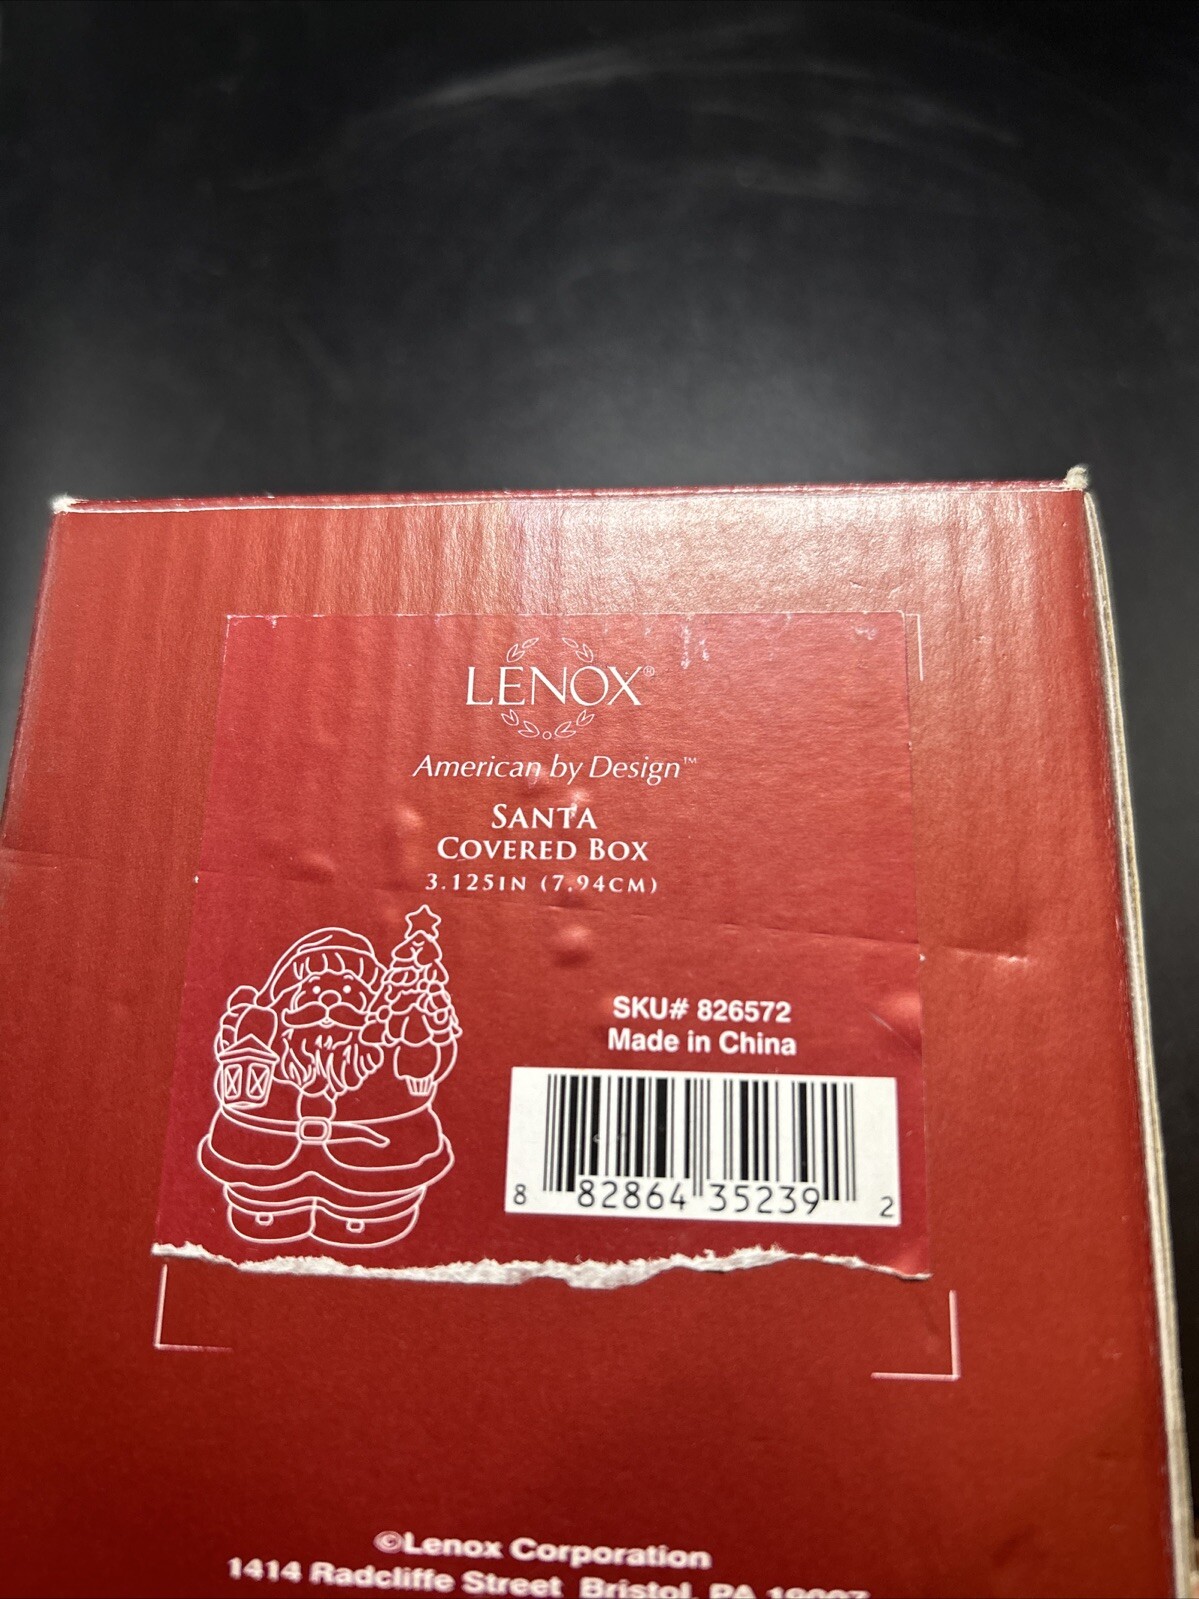 LENOX®
American by Design™
SANTA
COVERED BOX
3.125IN (7.94CM)
SKU# 826572
Made in China
8 82864 35239 2
©Lenox Corporation
1414 Radcliffe Street Bristol, PA 19007